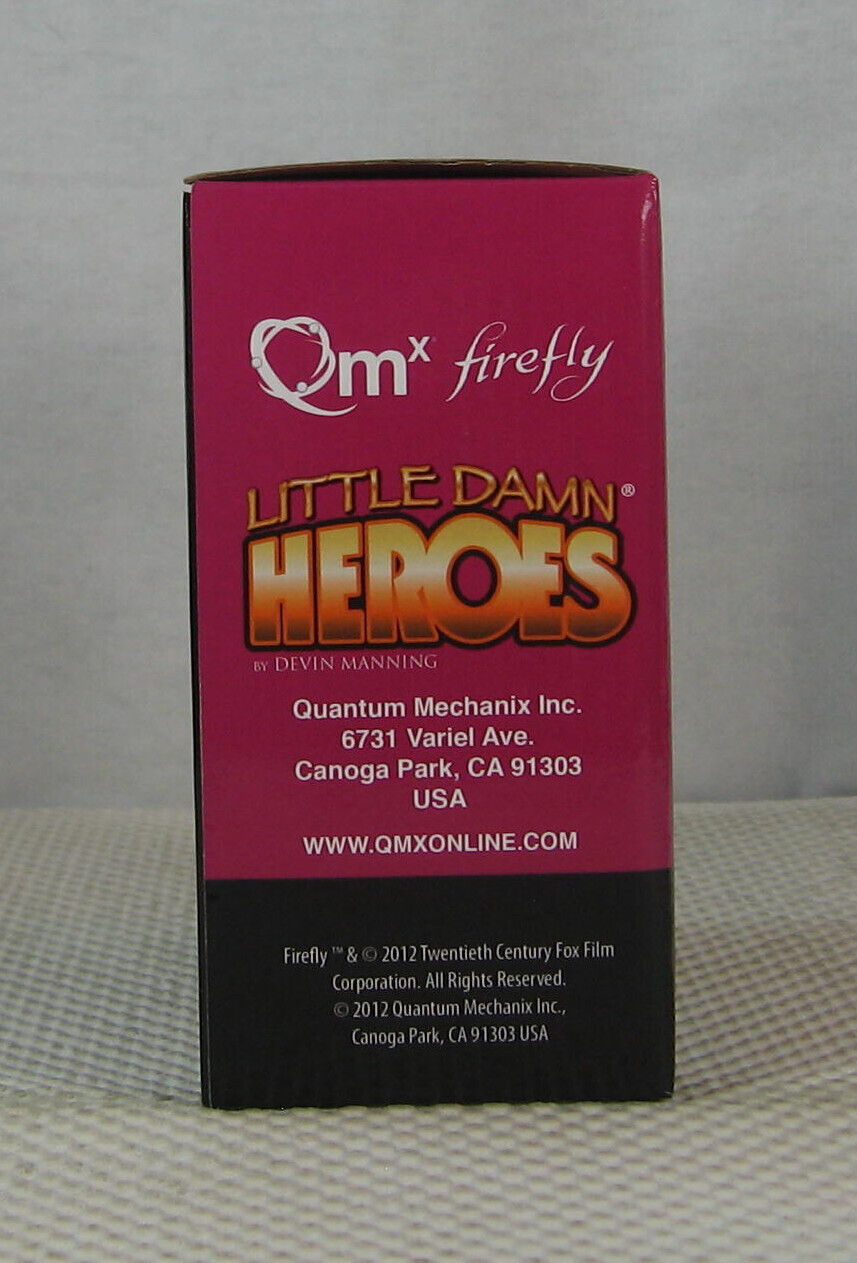 Qmx firefly
LITTLE DAMN®
HEROES
BY DEVIN MANNING
Quantum Mechanix Inc.
6731 Variel Ave.
Canoga Park, CA 91303
USA
WWW.QMXONLINE.COM
Firefly ™ & © 2012 Twentieth Century Fox Film
Corporation. All Rights Reserved.
© 2012 Quantum Mechanix Inc.,
Canoga Park, CA 91303 USA